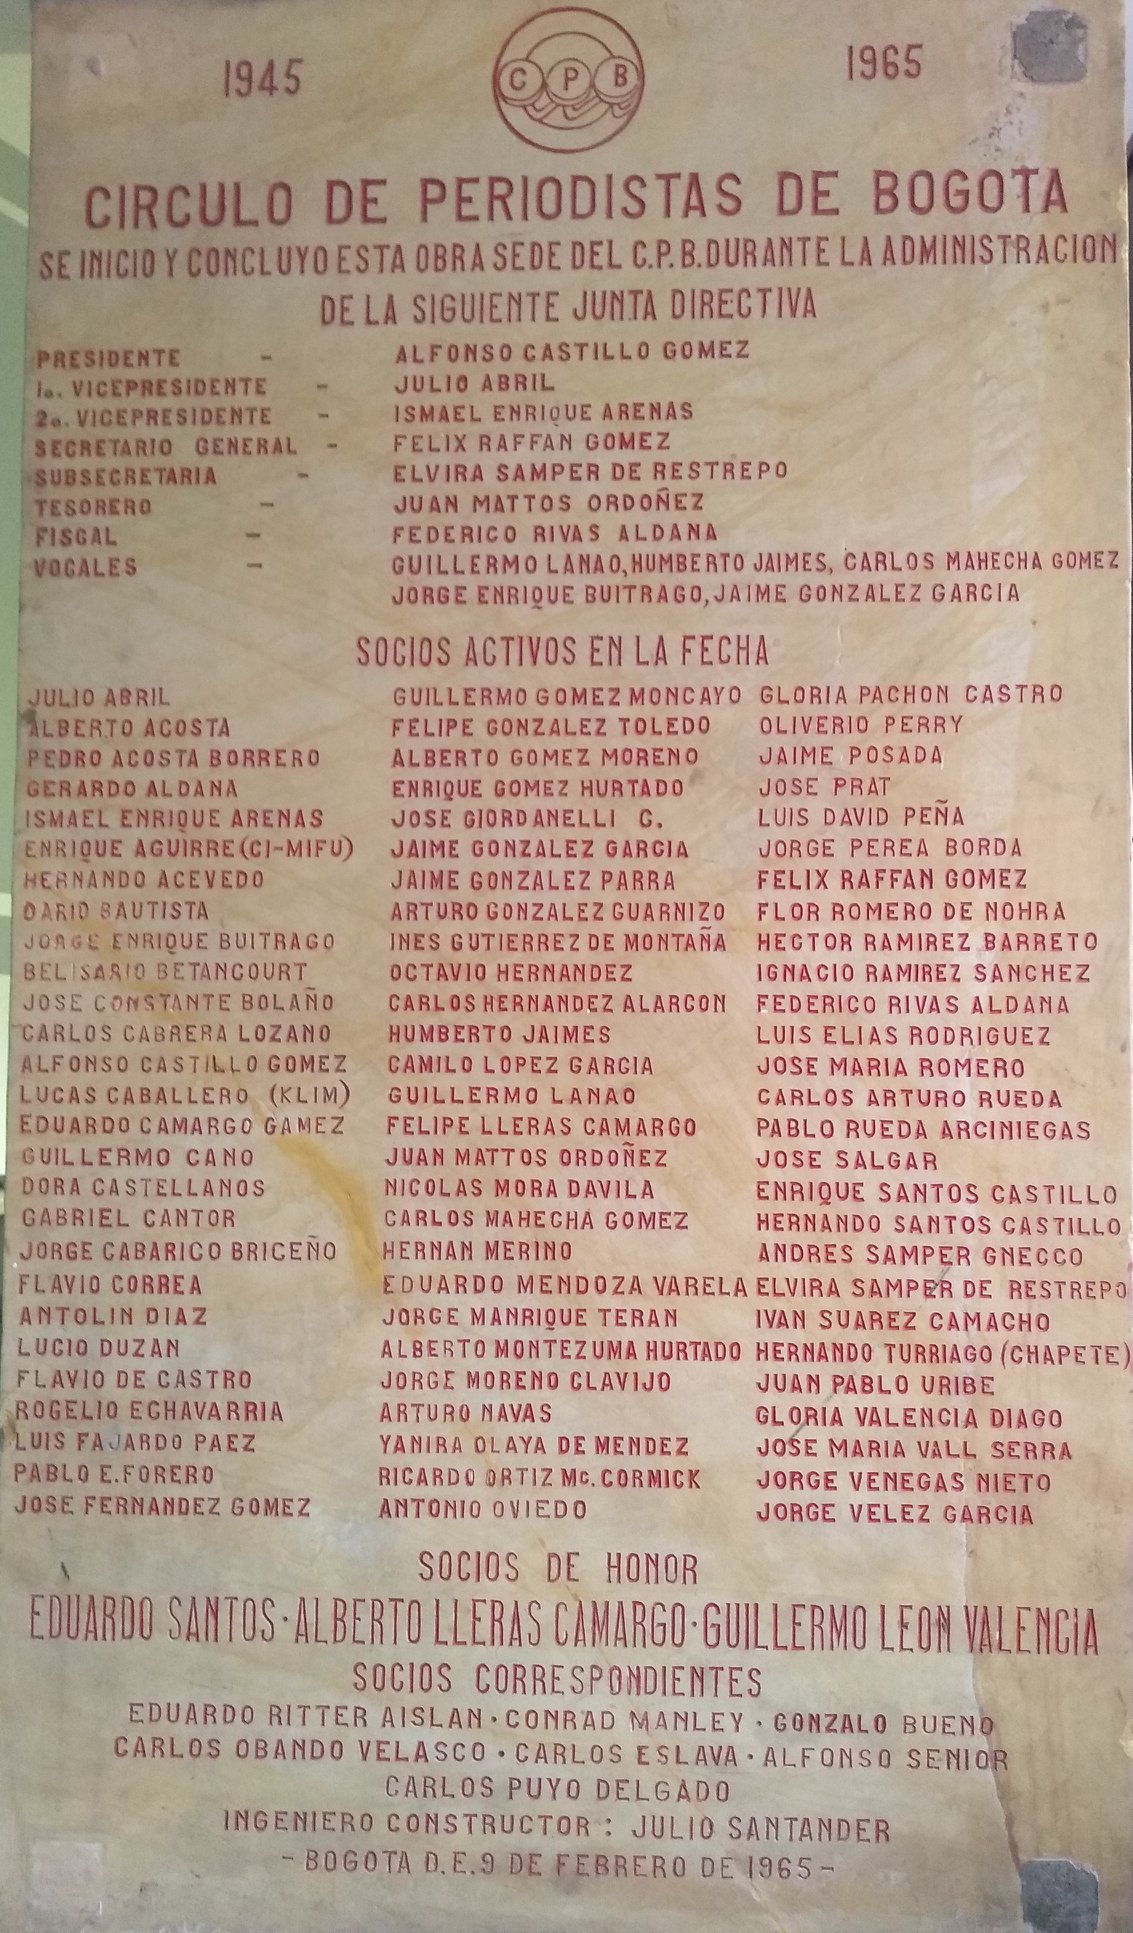 1945
CPB
1965
CIRCULO DE PERIODISTAS DE BOGOTA
SE INICIO Y CONCLUYO ESTA OBRA SEDE DEL C.P.B. DURANTE LA ADMINISTRACION
DE LA SIGUIENTE JUNTA DIRECTIVA
PRESIDENTE - ALFONSO CASTILLO GOMEZ
1o. VICEPRESIDENTE - JULIO ABRIL
2o. VICEPRESIDENTE - ISMAEL ENRIQUE ARENAS
SECRETARIO GENERAL - FELIX RAFFAN GOMEZ
SUBSECRETARIA - ELVIRA SAMPER DE RESTREPO
TESORERO - JUAN MATTOS ORDOÑEZ
FISCAL - FEDERICO RIVAS ALDANA
VOCALES - GUILLERMO LANAO, HUMBERTO JAIMES, CARLOS MAHECHA GOMEZ
JORGE ENRIQUE BUITRAGO, JAIME GONZALEZ GARCIA
SOCIOS ACTIVOS EN LA FECHA
JULIO ABRIL
ALBERTO ACOSTA
PEDRO ACOSTA BORRERO
GERARDO ALDANA
ISMAEL ENRIQUE ARENAS
ENRIQUE AGUIRRE (CI-MIFU)
HERNANDO ACEVEDO
DARIO BAUTISTA
JORGE ENRIQUE BUITRAGO
BELISARIO BETANCOURT
JOSE CONSTANTE BOLAÑO
CARLOS CABRERA LOZANO
ALFONSO CASTILLO GOMEZ
LUCAS CABALLERO (KLIM)
EDUARDO CAMARGO GAMEZ
GUILLERMO CANO
DORA CASTELLANOS
GABRIEL CANTOR
JORGE CABARICO BRICEÑO
FLAVIO CORREA
ANTOLIN DIAZ
LUCIO DUZAN
FLAVIO DE CASTRO
ROGELIO ECHAVARRIA
LUIS FAJARDO PAEZ
PABLO E. FORERO
JOSE FERNANDEZ GOMEZ
GUILLERMO GOMEZ MONCAYO
FELIPE GONZALEZ TOLEDO
ALBERTO GOMEZ MORENO
ENRIQUE GOMEZ HURTADO
JOSE GIORDANELLI G.
JAIME GONZALEZ GARCIA
JAIME GONZALEZ PARRA
ARTURO GONZALEZ GUARNIZO
INES GUTIERREZ DE MONTAÑA
OCTAVIO HERNANDEZ
CARLOS HERNANDEZ ALARCON
HUMBERTO JAIMES
CAMILO LOPEZ GARCIA
GUILLERMO LANAO
FELIPE LLERAS CAMARGO
JUAN MATTOS ORDOÑEZ
NICOLAS MORA DAVILA
CARLOS MAHECHA GOMEZ
HERNAN MERINO
EDUARDO MENDOZA VARELA
JORGE MANRIQUE TERAN
ALBERTO MONTEZUMA HURTADO
JORGE MORENO CLAVIJO
ARTURO NAVAS
YANIRA OLAYA DE MENDEZ
RICARDO ORTIZ Mc. CORMICK
ANTONIO OVIEDO
GLORIA PACHON CASTRO
OLIVERIO PERRY
JAIME POSADA
JOSE PRAT
LUIS DAVID PEÑA
JORGE PEREA BORDA
FELIX RAFFAN GOMEZ
FLOR ROMERO DE NOHRA
HECTOR RAMIREZ BARRETO
IGNACIO RAMIREZ SANCHEZ
FEDERICO RIVAS ALDANA
LUIS ELIAS RODRIGUEZ
JOSE MARIA ROMERO
CARLOS ARTURO RUEDA
PABLO RUEDA ARCINIEGAS
JOSE SALGAR
ENRIQUE SANTOS CASTILLO
HERNANDO SANTOS CASTILLO
ANDRES SAMPER GNECCO
ELVIRA SAMPER DE RESTREPO
IVAN SUAREZ CAMACHO
HERNANDO TURRIAGO (CHAPETE)
JUAN PABLO URIBE
GLORIA VALENCIA DIAGO
JOSE MARIA VALL SERRA
JORGE VENEGAS NIETO
JORGE VELEZ GARCIA
SOCIOS DE HONOR
EDUARDO SANTOS·ALBERTO LLERAS CAMARGO·GUILLERMO LEON VALENCIA
SOCIOS CORRESPONDIENTES
EDUARDO RITTER AISLAN·CONRAD MANLEY·GONZALO BUENO
CARLOS OBANDO VELASCO·CARLOS ESLAVA·ALFONSO SENIOR
CARLOS PUYO DELGADO
INGENIERO CONSTRUCTOR: JULIO SANTANDER
-BOGOTA D.E. 9 DE FEBRERO DE 1965-